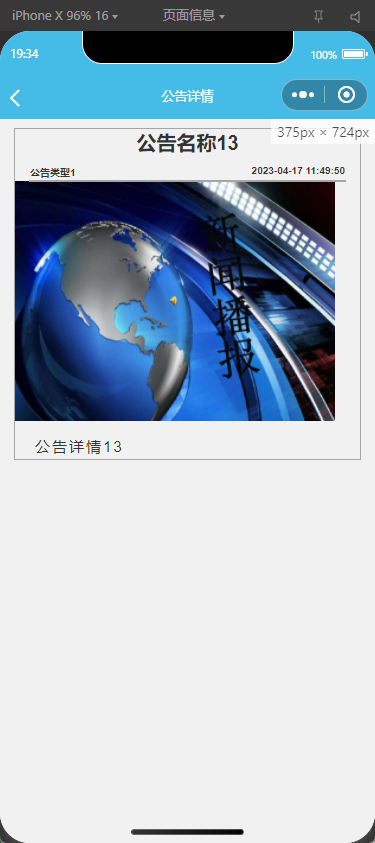 iPhone X 96% 16 页面信息
19:34 100%
公告详情
375px × 724px
公告名称13
公告类型1 2023-04-17 11:49:50
新闻播报
公告详情13